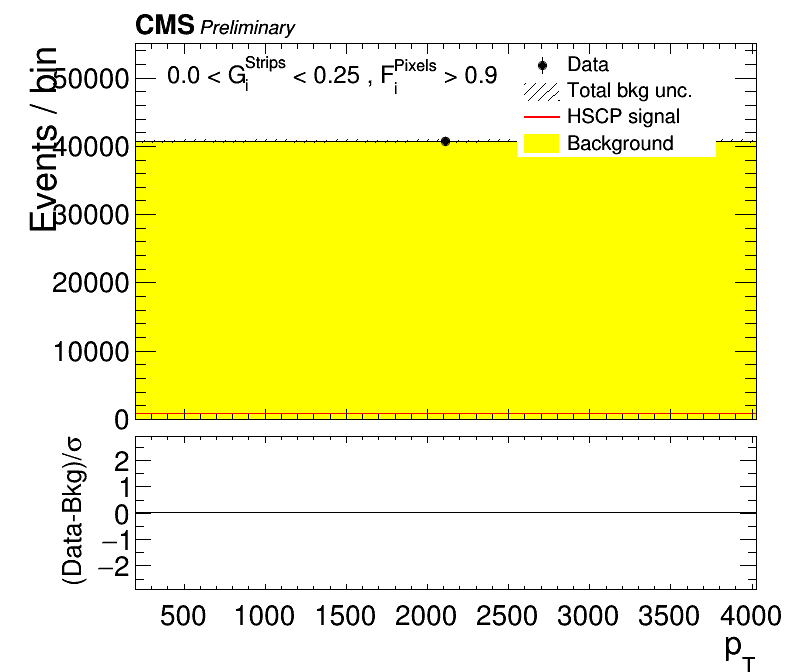 CMS Preliminary
Events / bin
50000
40000
30000
20000
10000
0
0.0 < G_i^Strips < 0.25 , F_i^Pixels > 0.9
Data
Total bkg unc.
HSCP signal
Background
(Data-Bkg)/σ
2
1
0
−1
−2
500 1000 1500 2000 2500 3000 3500 4000
p_T